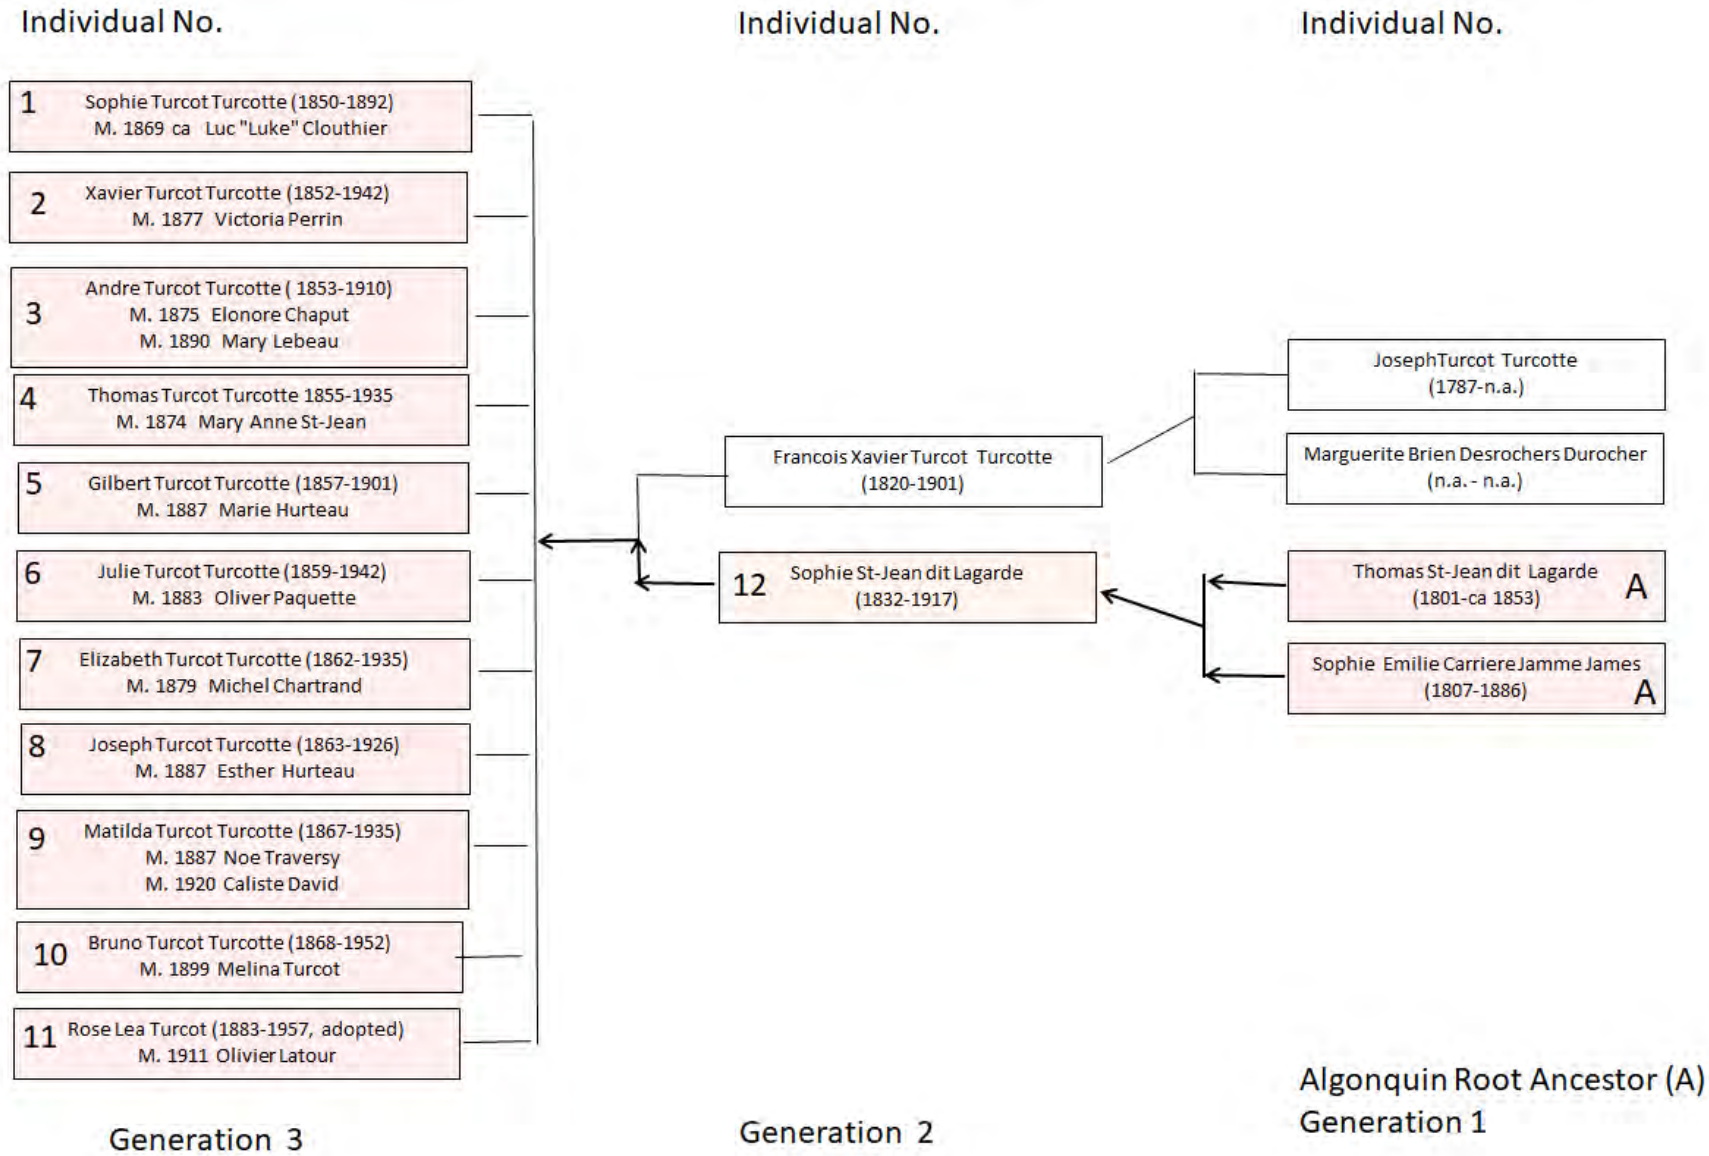 Individual No.
Individual No.
Individual No.
1
Sophie Turcot Turcotte (1850-1892)
M. 1869 ca Luc "Luke" Clouthier
2
Xavier Turcot Turcotte (1852-1942)
M. 1877 Victoria Perrin
3
Andre Turcot Turcotte ( 1853-1910)
M. 1875 Elonore Chaput
M. 1890 Mary Lebeau
4
Thomas Turcot Turcotte 1855-1935
M. 1874 Mary Anne St-Jean
5
Gilbert Turcot Turcotte (1857-1901)
M. 1887 Marie Hurteau
6
Julie Turcot Turcotte (1859-1942)
M. 1883 Oliver Paquette
7
Elizabeth Turcot Turcotte (1862-1935)
M. 1879 Michel Chartrand
8
Joseph Turcot Turcotte (1863-1926)
M. 1887 Esther Hurteau
9
Matilda Turcot Turcotte (1867-1935)
M. 1887 Noe Traversy
M. 1920 Caliste David
10
Bruno Turcot Turcotte (1868-1952)
M. 1899 Melina Turcot
11
Rose Lea Turcot (1883-1957, adopted)
M. 1911 Olivier Latour
Generation 3
Francois Xavier Turcot Turcotte
(1820-1901)
12
Sophie St-Jean dit Lagarde
(1832-1917)
Generation 2
JosephTurcot Turcotte
(1787-n.a.)
Marguerite Brien Desrochers Durocher
(n.a. - n.a.)
Thomas St-Jean dit Lagarde
(1801-ca 1853)
A
Sophie Emilie Carriere Jamme James
(1807-1886)
A
Algonquin Root Ancestor (A)
Generation 1